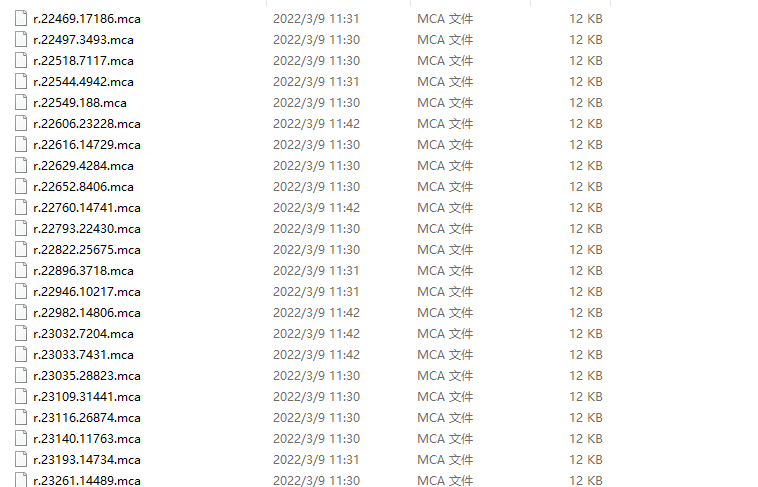 r.22469.17186.mca 2022/3/9 11:31 MCA 文件 12 KB
r.22497.3493.mca 2022/3/9 11:30 MCA 文件 12 KB
r.22518.7117.mca 2022/3/9 11:30 MCA 文件 12 KB
r.22544.4942.mca 2022/3/9 11:31 MCA 文件 12 KB
r.22549.188.mca 2022/3/9 11:30 MCA 文件 12 KB
r.22606.23228.mca 2022/3/9 11:42 MCA 文件 12 KB
r.22616.14729.mca 2022/3/9 11:30 MCA 文件 12 KB
r.22629.4284.mca 2022/3/9 11:30 MCA 文件 12 KB
r.22652.8406.mca 2022/3/9 11:30 MCA 文件 12 KB
r.22760.14741.mca 2022/3/9 11:42 MCA 文件 12 KB
r.22793.22430.mca 2022/3/9 11:30 MCA 文件 12 KB
r.22822.25675.mca 2022/3/9 11:30 MCA 文件 12 KB
r.22896.3718.mca 2022/3/9 11:31 MCA 文件 12 KB
r.22946.10217.mca 2022/3/9 11:31 MCA 文件 12 KB
r.22982.14806.mca 2022/3/9 11:42 MCA 文件 12 KB
r.23032.7204.mca 2022/3/9 11:42 MCA 文件 12 KB
r.23033.7431.mca 2022/3/9 11:42 MCA 文件 12 KB
r.23035.28823.mca 2022/3/9 11:30 MCA 文件 12 KB
r.23109.31441.mca 2022/3/9 11:30 MCA 文件 12 KB
r.23116.26874.mca 2022/3/9 11:30 MCA 文件 12 KB
r.23140.11763.mca 2022/3/9 11:30 MCA 文件 12 KB
r.23193.14734.mca 2022/3/9 11:31 MCA 文件 12 KB
r.23261.14489.mca 2022/3/9 11:30 MCA 文件 12 KB